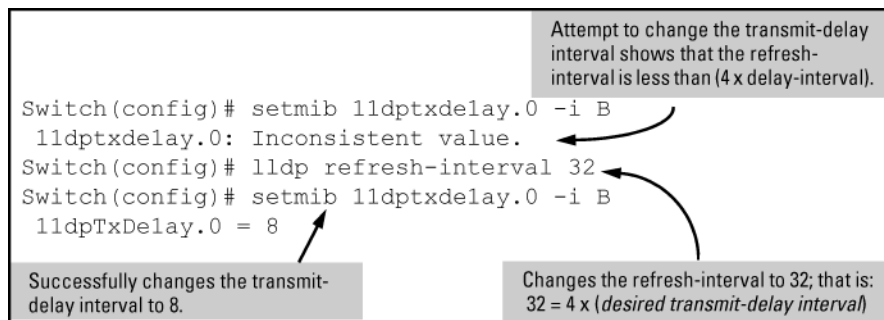 Attempt to change the transmit-delay
interval shows that the refresh-
interval is less than (4 x delay-interval).
Switch(config)# setmib 11dptxde1ay.0 -i B
11dptxde1ay.0: Inconsistent value.
Switch(config)# lldp refresh-interval 32
Switch(config)# setmib 11dptxde1ay.0 -i B
11dpTxDe1ay.0 = 8
Successfully changes the transmit-
delay interval to 8.
Changes the refresh-interval to 32; that is:
32 = 4 x (desired transmit-delay interval)